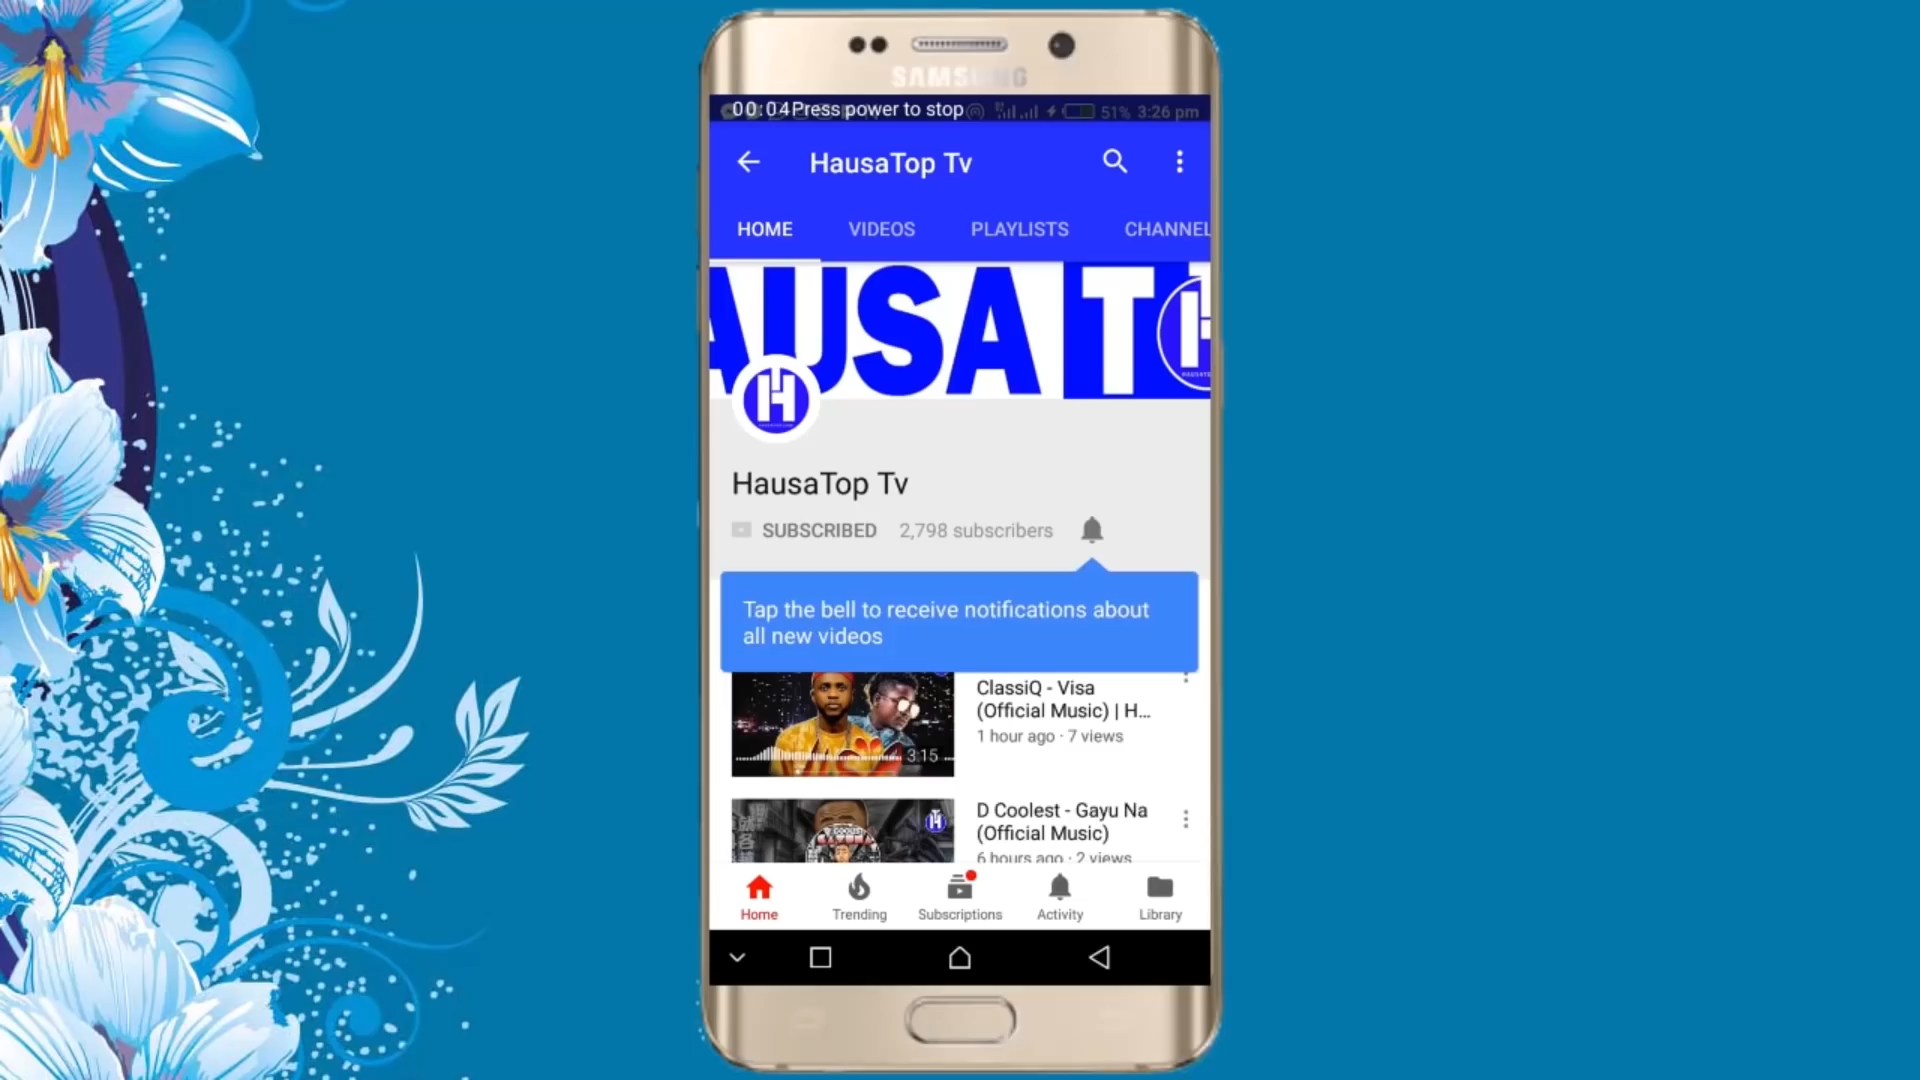 SAMSUNG
00:04 Press power to stop
51% 3:26 pm
HausaTop Tv
HOME VIDEOS PLAYLISTS CHANNEL
AUSA T
HausaTop Tv
SUBSCRIBED 2,798 subscribers
Tap the bell to receive notifications about
all new videos
ClassiQ - Visa
(Official Music) | H...
1 hour ago · 7 views
3:15
D Coolest - Gayu Na
(Official Music)
6 hours ago · 2 views
Home Trending Subscriptions Activity Library